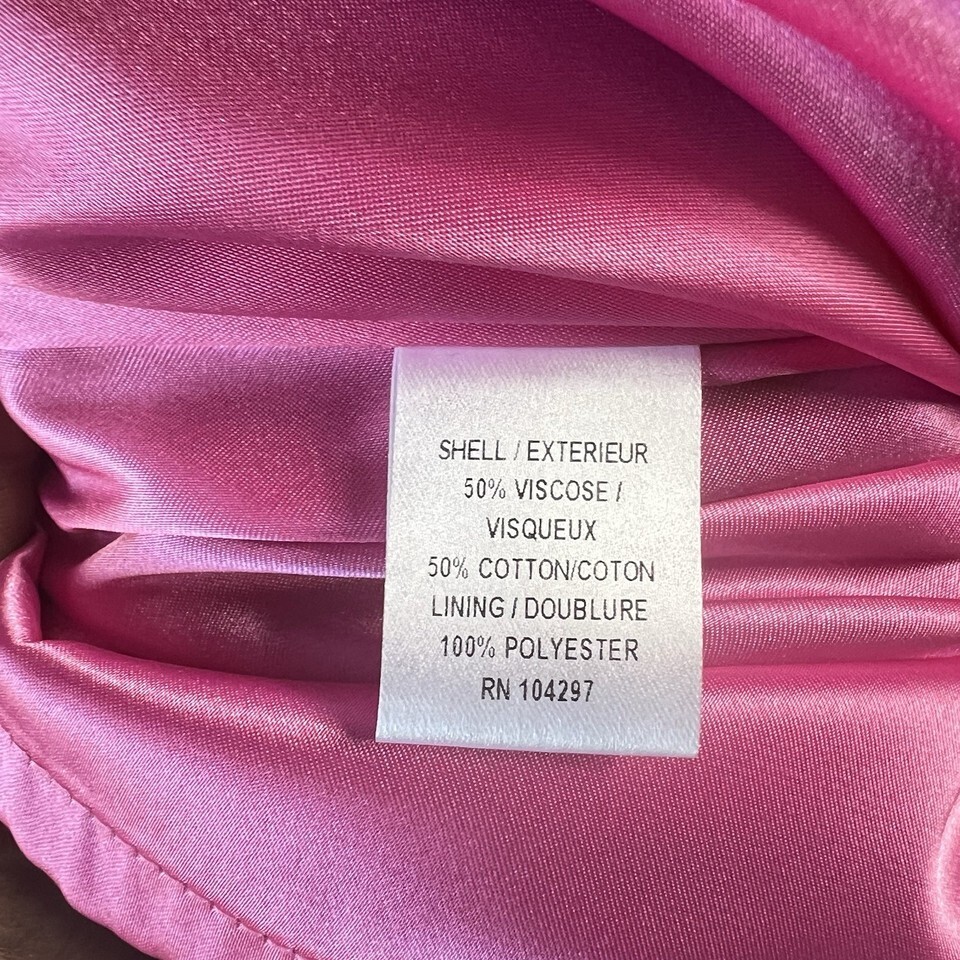 SHELL / EXTERIEUR
50% VISCOSE /
VISQUEUX
50% COTTON/COTON
LINING / DOUBLURE
100% POLYESTER
RN 104297